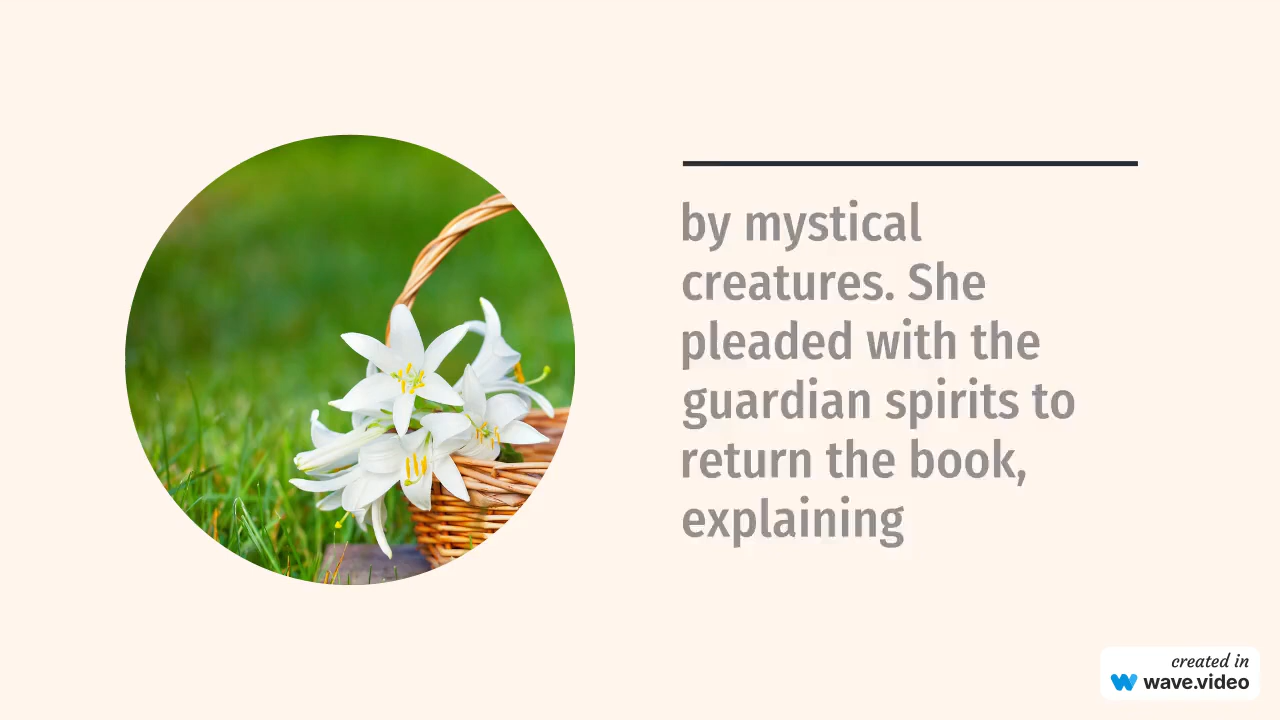 by mystical
creatures. She
pleaded with the
guardian spirits to
return the book,
explaining
created in
wave.video